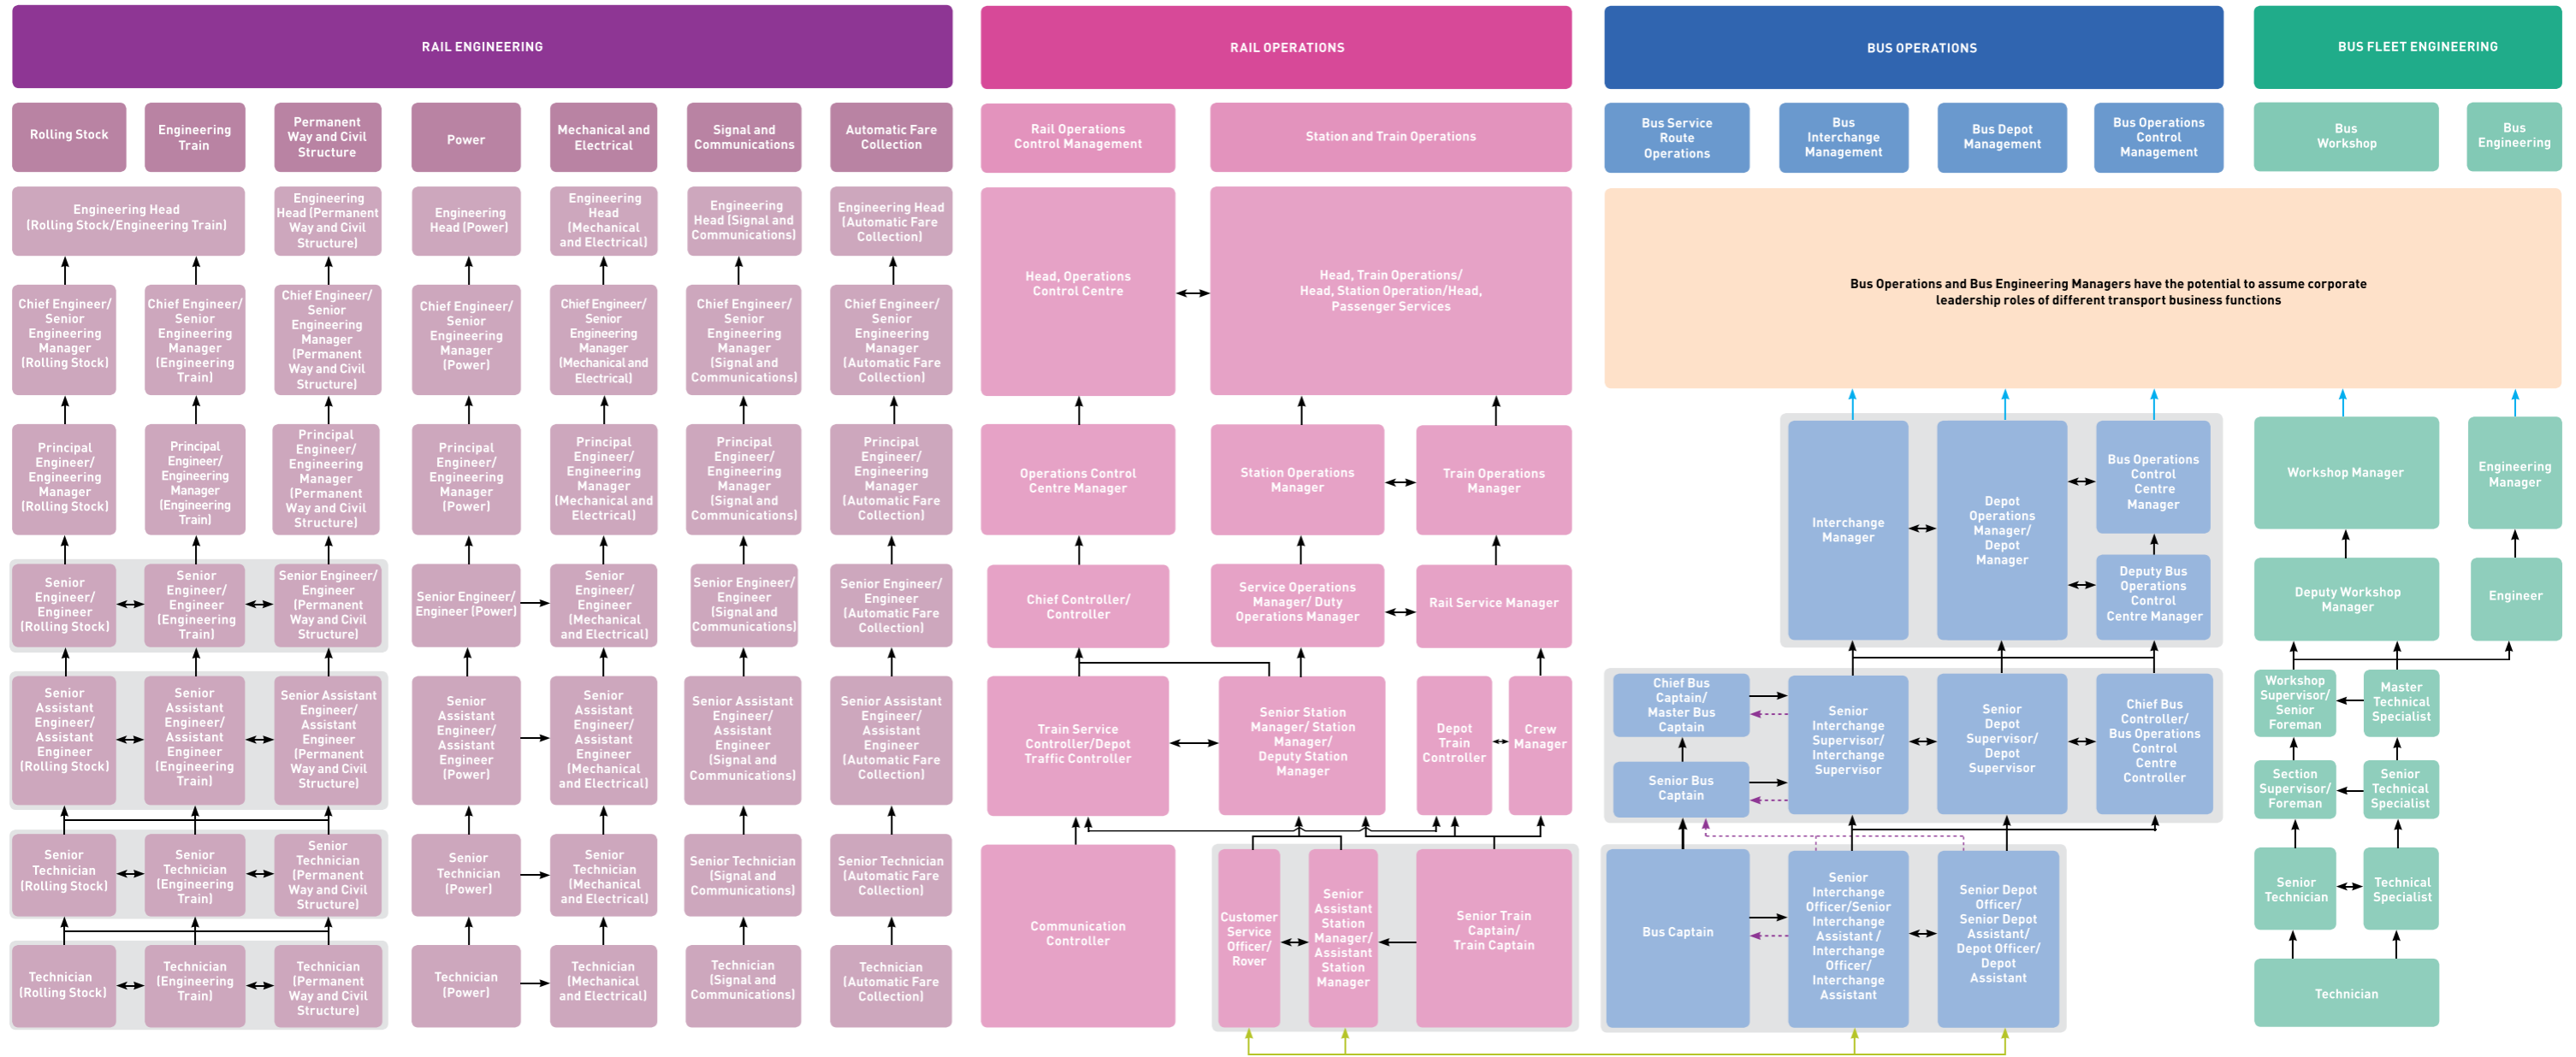 RAIL ENGINEERING
RAIL OPERATIONS
BUS OPERATIONS
BUS FLEET ENGINEERING
Rolling Stock
Engineering
Train
Permanent
Way and Civil
Structure
Power
Mechanical and
Electrical
Signal and
Communications
Automatic Fare
Collection
Rail Operations
Control Management
Station and Train Operations
Bus Service
Route
Operations
Bus
Interchange
Management
Bus Depot
Management
Bus Operations
Control
Management
Bus
Workshop
Bus
Engineering
Engineering Head
(Rolling Stock/Engineering Train)
Engineering
Head (Permanent
Way and Civil
Structure)
Engineering
Head (Power)
Engineering
Head
(Mechanical
and Electrical)
Engineering
Head (Signal and
Communications)
Engineering Head
(Automatic Fare
Collection)
Chief Engineer/
Senior
Engineering
Manager
(Rolling Stock)
Chief Engineer/
Senior
Engineering
Manager
(Engineering
Train)
Chief Engineer/
Senior
Engineering
Manager
(Permanent
Way and Civil
Structure)
Chief Engineer/
Senior
Engineering
Manager
(Power)
Chief Engineer/
Senior
Engineering
Manager
(Mechanical and
Electrical)
Chief Engineer/
Senior
Engineering
Manager
(Signal and
Communications)
Chief Engineer/
Senior
Engineering
Manager
(Automatic Fare
Collection)
Head, Operations
Control Centre
Head, Train Operations/
Head, Station Operation/Head,
Passenger Services
Bus Operations and Bus Engineering Managers have the potential to assume corporate
leadership roles of different transport business functions
Principal
Engineer/
Engineering
Manager
(Rolling Stock)
Principal
Engineer/
Engineering
Manager
(Engineering
Train)
Principal
Engineer/
Engineering
Manager
(Permanent
Way and Civil
Structure)
Principal
Engineer/
Engineering
Manager
(Power)
Principal
Engineer/
Engineering
Manager
(Mechanical and
Electrical)
Principal
Engineer/
Engineering
Manager
(Signal and
Communications)
Principal
Engineer/
Engineering
Manager
(Automatic Fare
Collection)
Operations Control
Centre Manager
Station Operations
Manager
Train Operations
Manager
Interchange
Manager
Depot
Operations
Manager/
Depot
Manager
Bus Operations
Control
Centre
Manager
Workshop Manager
Engineering
Manager
Senior
Engineer/
Engineer
(Rolling Stock)
Senior
Engineer/
Engineer
(Engineering
Train)
Senior Engineer/
Engineer
(Permanent
Way and Civil
Structure)
Senior Engineer/
Engineer (Power)
Senior
Engineer/
Engineer
(Mechanical
and Electrical)
Senior Engineer/
Engineer
(Signal and
Communications)
Senior Engineer/
Engineer
(Automatic Fare
Collection)
Chief Controller/
Controller
Service Operations
Manager/ Duty
Operations Manager
Rail Service Manager
Deputy Bus
Operations
Control
Centre Manager
Deputy Workshop
Manager
Engineer
Senior
Assistant
Engineer/
Assistant
Engineer
(Rolling Stock)
Senior
Assistant
Engineer/
Assistant
Engineer
(Engineering
Train)
Senior Assistant
Engineer/
Assistant
Engineer
(Permanent
Way and Civil
Structure)
Senior
Assistant
Engineer/
Assistant
Engineer
(Power)
Senior
Assistant
Engineer/
Assistant
Engineer
(Mechanical
and Electrical)
Senior Assistant
Engineer/
Assistant
Engineer
(Signal and
Communications)
Senior Assistant
Engineer/
Assistant
Engineer
(Automatic Fare
Collection)
Train Service
Controller/Depot
Traffic Controller
Senior Station
Manager/ Station
Manager/
Deputy Station
Manager
Depot
Train
Controller
Crew
Manager
Chief Bus
Captain/
Master Bus
Captain
Senior Bus
Captain
Senior
Interchange
Supervisor/
Interchange
Supervisor
Senior
Depot
Supervisor/
Depot
Supervisor
Chief Bus
Controller/
Bus Operations
Control
Centre
Controller
Workshop
Supervisor/
Senior
Foreman
Master
Technical
Specialist
Section
Supervisor/
Foreman
Senior
Technical
Specialist
Senior
Technician
(Rolling Stock)
Senior
Technician
(Engineering
Train)
Senior
Technician
(Permanent
Way and Civil
Structure)
Senior
Technician
(Power)
Senior
Technician
(Mechanical
and Electrical)
Senior Technician
(Signal and
Communications)
Senior Technician
(Automatic Fare
Collection)
Communication
Controller
Customer
Service
Officer/
Rover
Senior
Assistant
Station
Manager/
Assistant
Station
Manager
Senior Train
Captain/
Train Captain
Bus Captain
Senior
Interchange
Officer/Senior
Interchange
Assistant /
Interchange
Officer/
Interchange
Assistant
Senior Depot
Officer/
Senior Depot
Assistant/
Depot Officer/
Depot
Assistant
Senior
Technician
Technical
Specialist
Technician
(Rolling Stock)
Technician
(Engineering
Train)
Technician
(Permanent
Way and Civil
Structure)
Technician
(Power)
Technician
(Mechanical
and Electrical)
Technician
(Signal and
Communications)
Technician
(Automatic Fare
Collection)
Technician